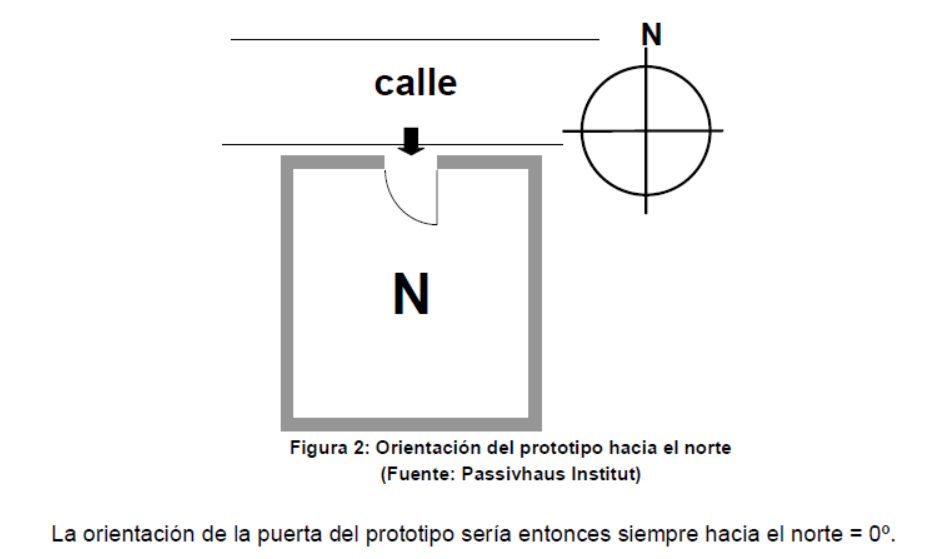 N
calle
N
Figura 2: Orientación del prototipo hacia el norte
(Fuente: Passivhaus Institut)
La orientación de la puerta del prototipo sería entonces siempre hacia el norte = 0º.